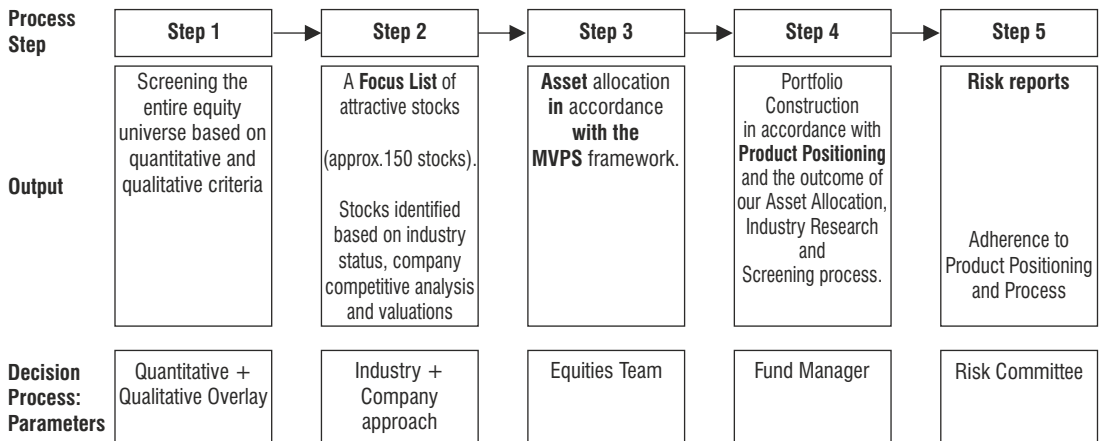 Process
Step
Step 1
Step 2
Step 3
Step 4
Step 5
Output
Screening the
entire equity
universe based on
quantitative and
qualitative criteria
A Focus List of
attractive stocks
(approx.150 stocks).
Stocks identified
based on industry
status, company
competitive analysis
and valuations
Asset allocation
in accordance
with the
MVPS framework.
Portfolio
Construction
in accordance with
Product Positioning
and the outcome of
our Asset Allocation,
Industry Research
and
Screening process.
Risk reports
Adherence to
Product Positioning
and Process
Decision
Process:
Parameters
Quantitative +
Qualitative Overlay
Industry +
Company
approach
Equities Team
Fund Manager
Risk Committee